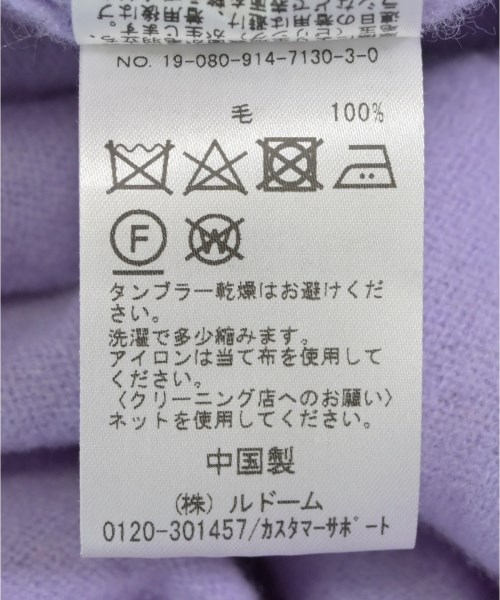 NO. 19-080-914-7130-3-0
毛 100%
F
W
タンブラー乾燥はお避けくだ
さい。
洗濯で多少縮みます。
アイロンは当て布を使用して
ください。
〈クリーニング店へのお願い〉
ネットを使用してください。
中国製
(株) ルドーム
0120-301457/ｶｽﾀﾏｰｻﾎﾟｰﾄ